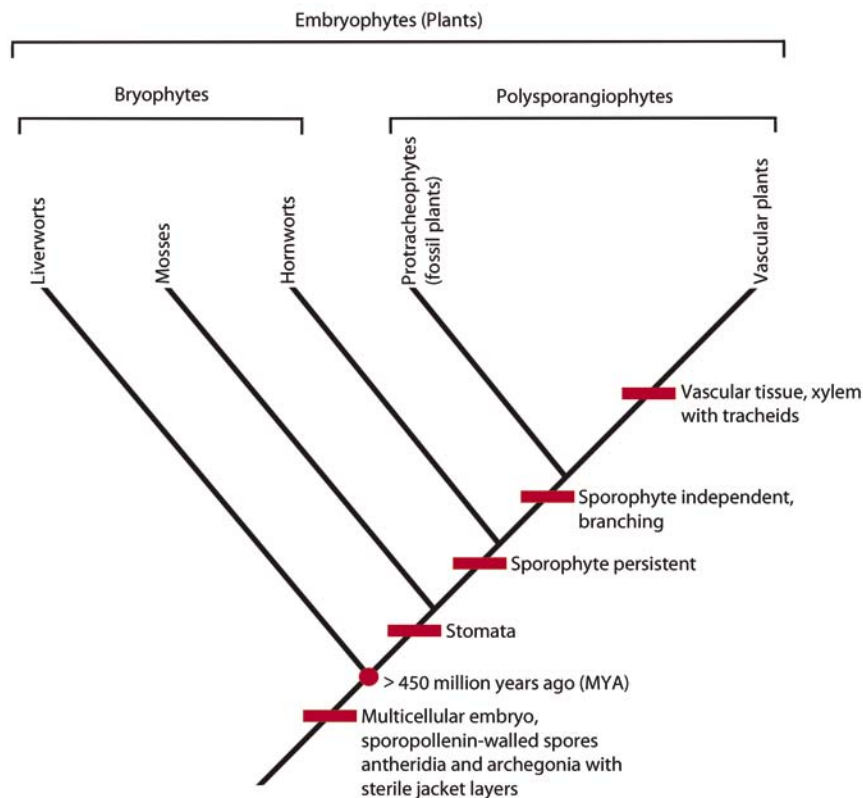 Embryophytes (Plants)
Bryophytes
Polysporangiophytes
Liverworts
Mosses
Hornworts
Protracheophytes
(fossil plants)
Vascular plants
Vascular tissue, xylem
with tracheids
Sporophyte independent,
branching
Sporophyte persistent
Stomata
> 450 million years ago (MYA)
Multicellular embryo,
sporopollenin-walled spores
antheridia and archegonia with
sterile jacket layers